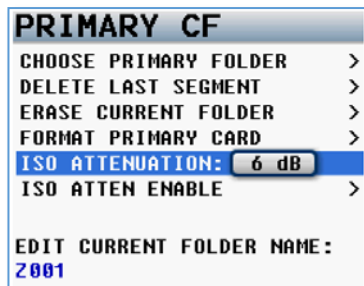 PRIMARY CF
CHOOSE PRIMARY FOLDER >
DELETE LAST SEGMENT >
ERASE CURRENT FOLDER >
FORMAT PRIMARY CARD >
ISO ATTENUATION: 6 dB
ISO ATTEN ENABLE >
EDIT CURRENT FOLDER NAME:
Z001